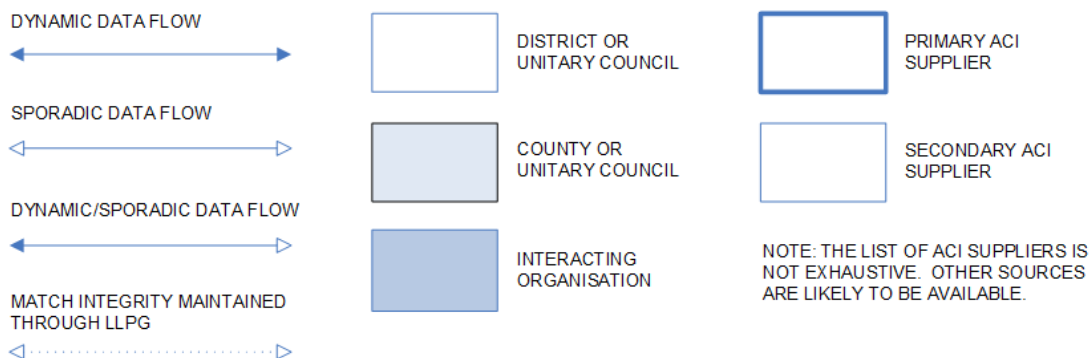 DYNAMIC DATA FLOW
SPORADIC DATA FLOW
DYNAMIC/SPORADIC DATA FLOW
MATCH INTEGRITY MAINTAINED
THROUGH LLPG
DISTRICT OR
UNITARY COUNCIL
COUNTY OR
UNITARY COUNCIL
INTERACTING
ORGANISATION
PRIMARY ACI
SUPPLIER
SECONDARY ACI
SUPPLIER
NOTE: THE LIST OF ACI SUPPLIERS IS
NOT EXHAUSTIVE. OTHER SOURCES
ARE LIKELY TO BE AVAILABLE.